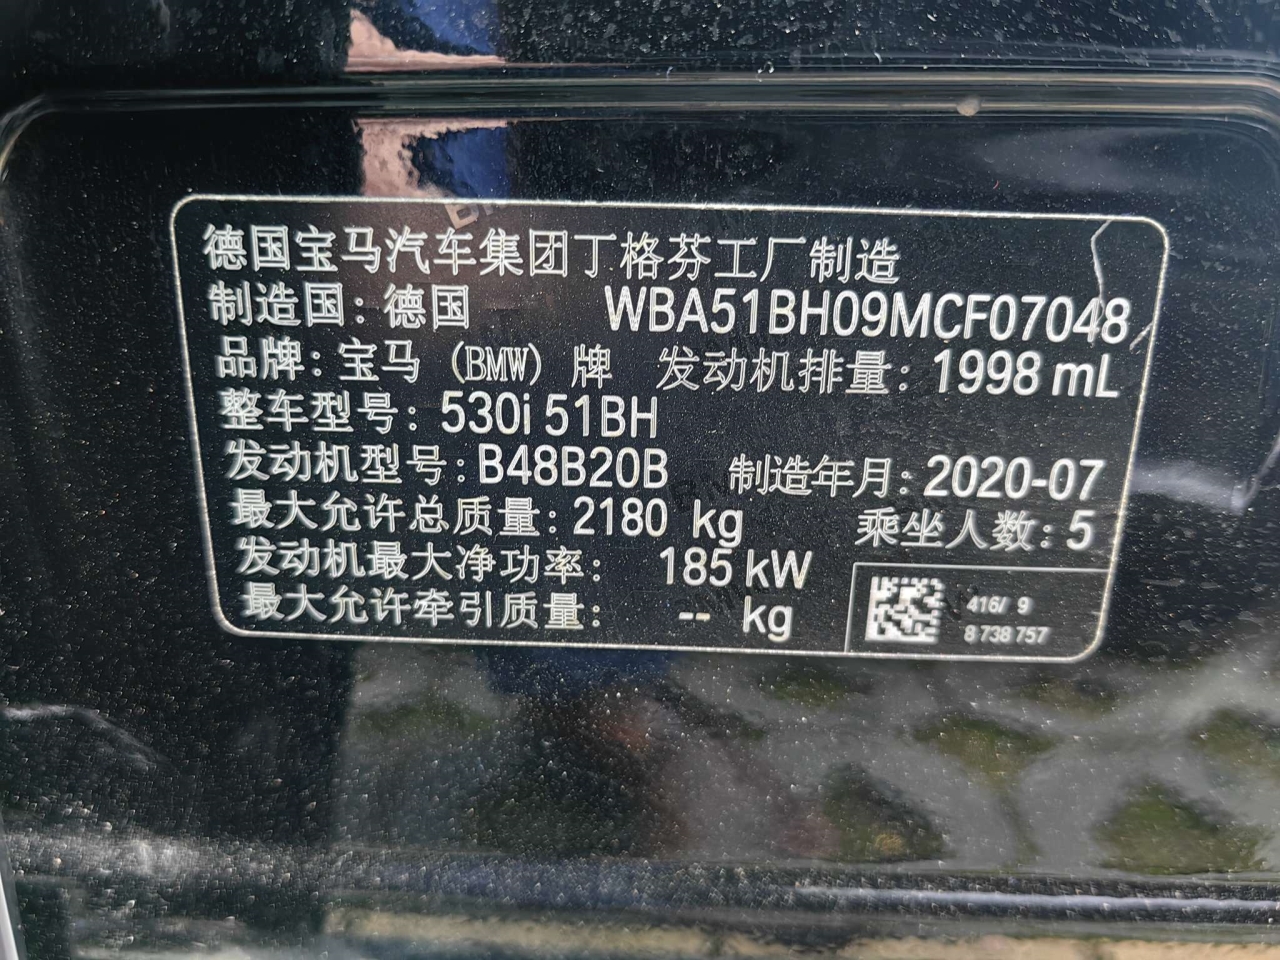 德国宝马汽车集团丁格芬工厂制造
制造国：德国 WBA51BH09MCF07048
品牌：宝马（BMW）牌 发动机排量：1998 mL
整车型号：530i 51BH
发动机型号：B48B20B 制造年月：2020-07
最大允许总质量：2180 kg 乘坐人数：5
发动机最大净功率： 185 kW
最大允许牵引质量： -- kg
416/ 9
8 738 757